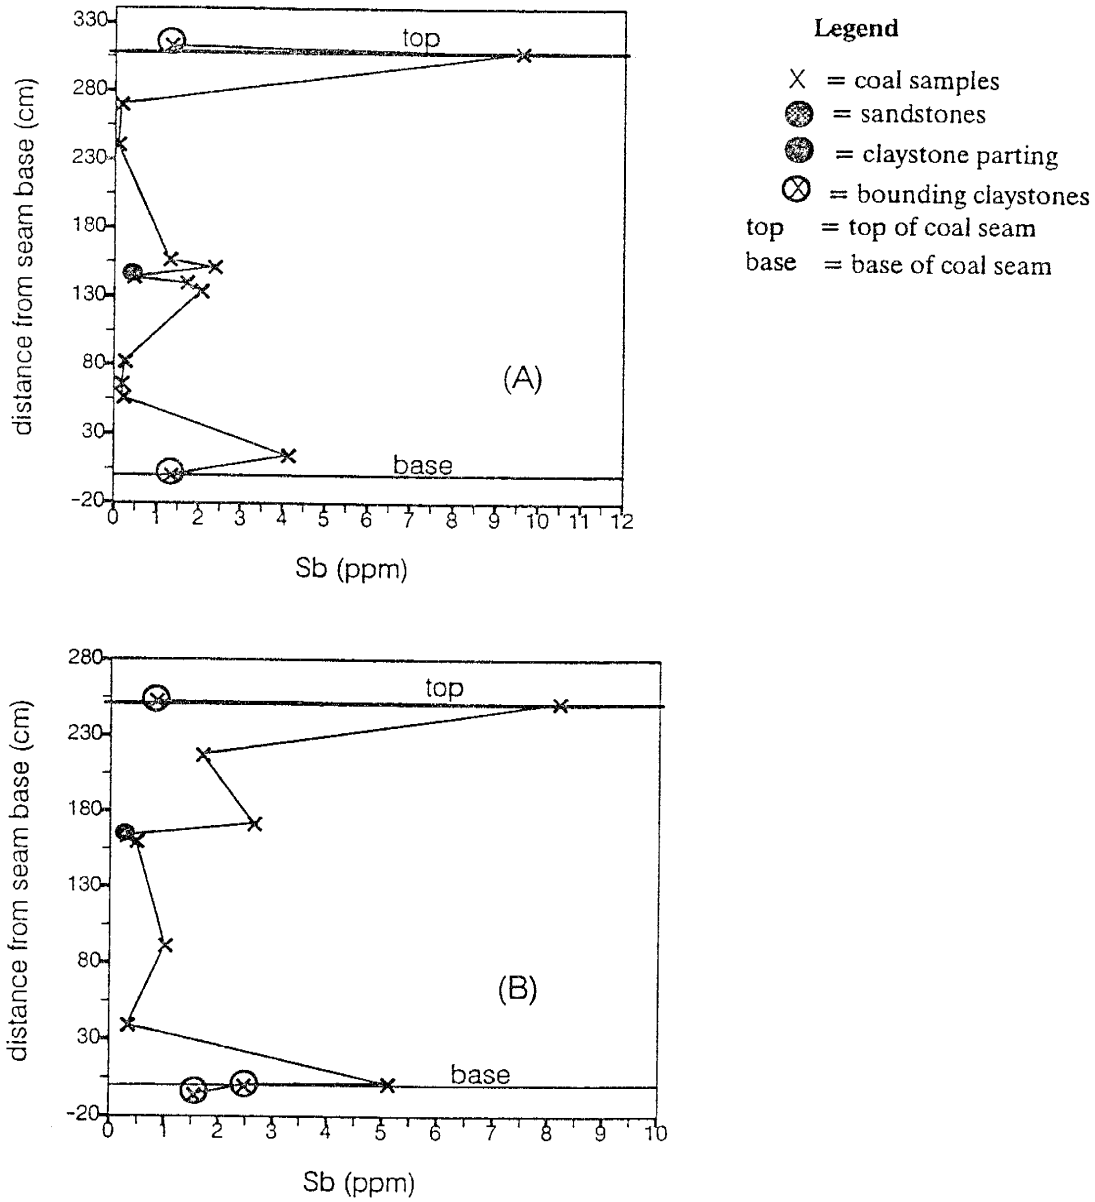 Legend
= coal samples
= sandstones
= claystone parting
= bounding claystones
top = top of coal seam
base = base of coal seam
distance from seam base (cm)
330
280
230
180
130
80
30
-20
top
(A)
base
0 1 2 3 4 5 6 7 8 9 10 11 12
Sb (ppm)
distance from seam base (cm)
280
230
180
130
80
30
-20
top
(B)
base
0 1 2 3 4 5 6 7 8 9 10
Sb (ppm)